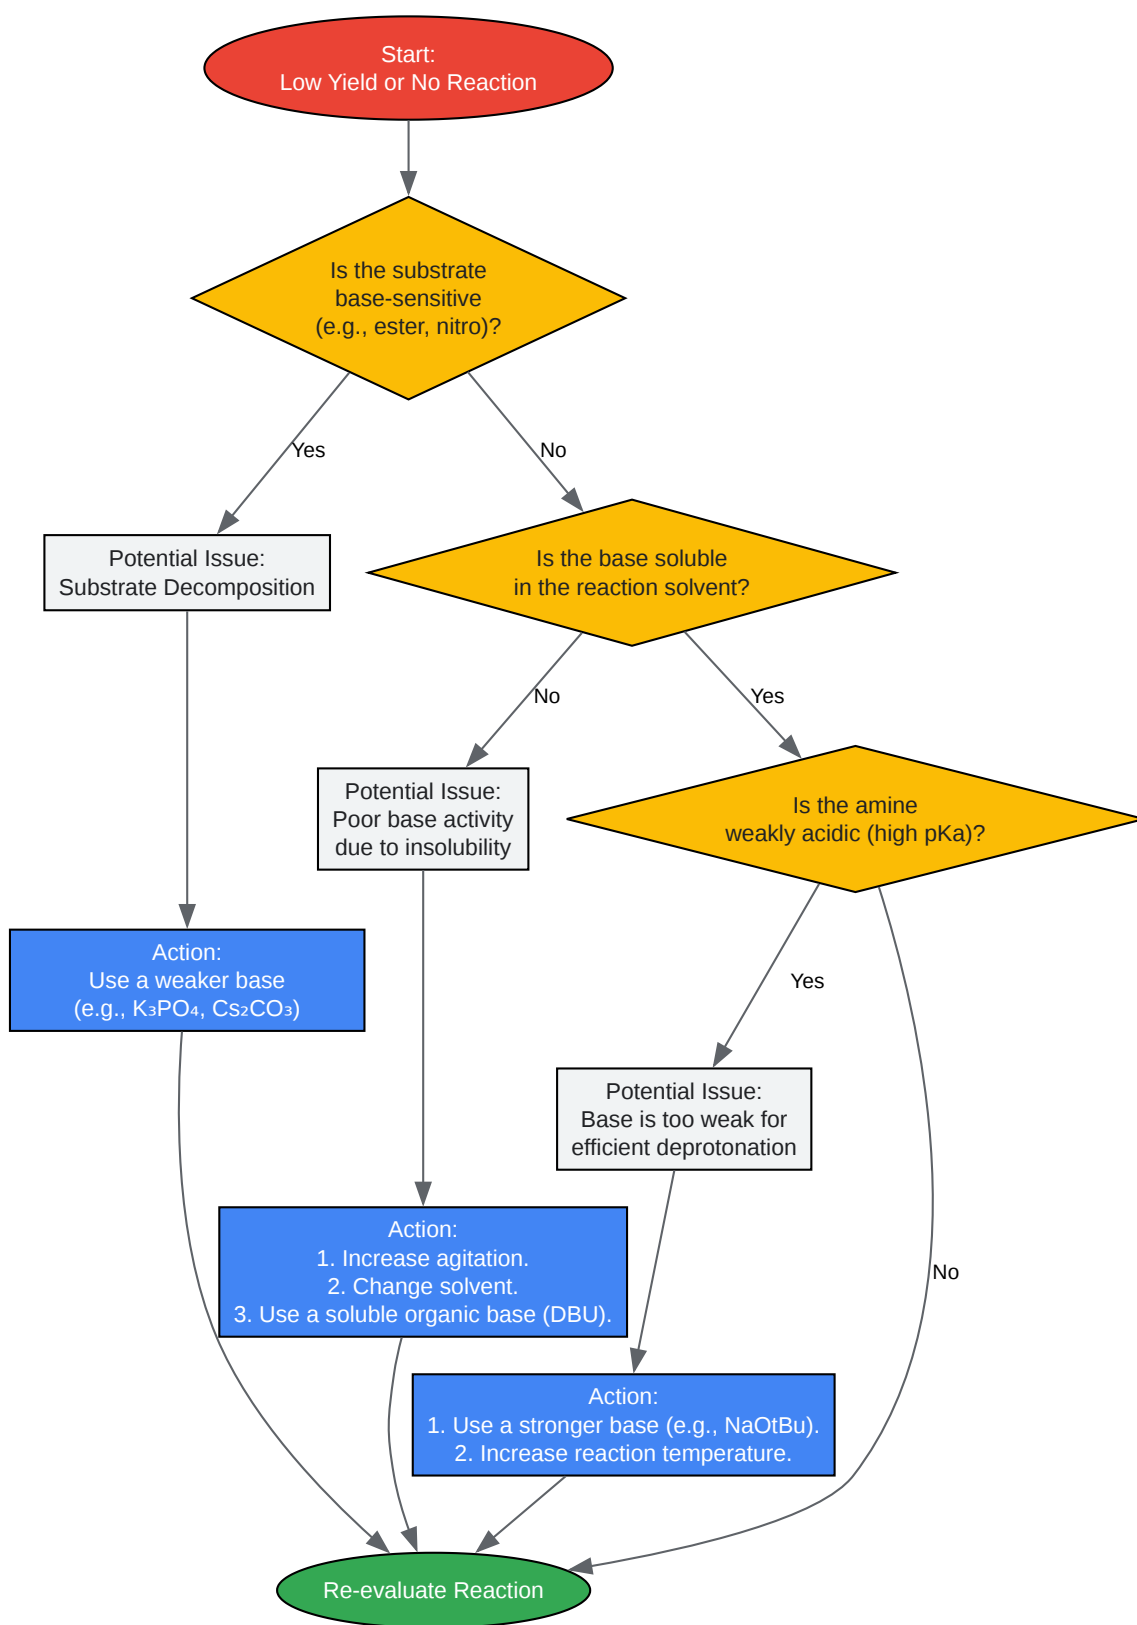 Start:
Low Yield or No Reaction
Is the substrate
base-sensitive
(e.g., ester, nitro)?
Yes
No
Potential Issue:
Substrate Decomposition
Is the base soluble
in the reaction solvent?
No
Yes
Potential Issue:
Poor base activity
due to insolubility
Is the amine
weakly acidic (high pKa)?
Action:
Use a weaker base
(e.g., K₃PO₄, Cs₂CO₃)
Yes
Potential Issue:
Base is too weak for
efficient deprotonation
Action:
1. Increase agitation.
2. Change solvent.
3. Use a soluble organic base (DBU).
No
Action:
1. Use a stronger base (e.g., NaOtBu).
2. Increase reaction temperature.
Re-evaluate Reaction